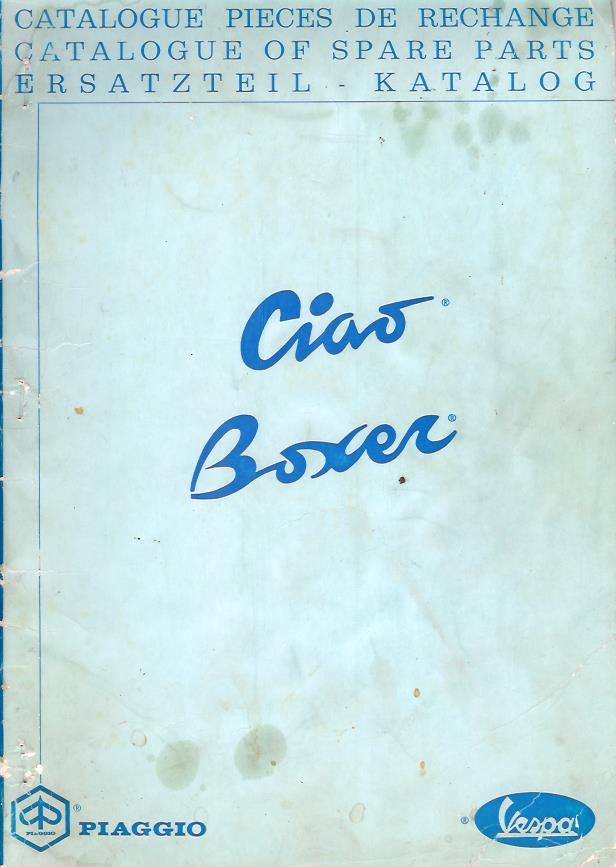 CATALOGUE PIECES DE RECHANGE
CATALOGUE OF SPARE PARTS
ERSATZTEIL - KATALOG
Ciao ®
Boxer ®
PIAGGIO
® PIAGGIO
® Vespa